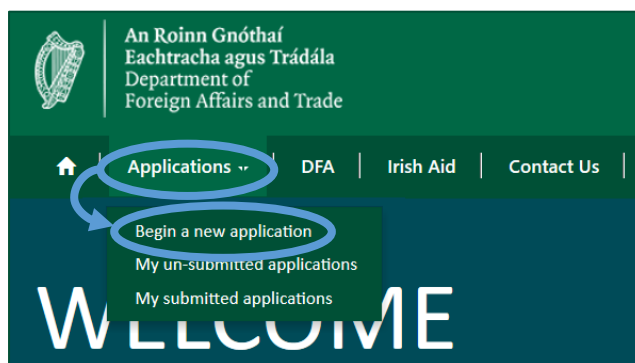 An Roinn Gnóthaí
Eachtracha agus Trádála
Department of
Foreign Affairs and Trade
Applications DFA Irish Aid Contact Us
Begin a new application
My un-submitted applications
My submitted applications
WELCOME